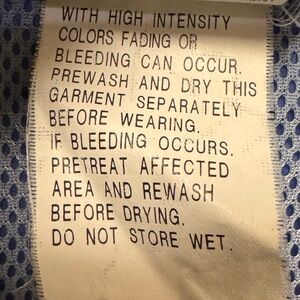 WITH HIGH INTENSITY
COLORS FADING OR
BLEEDING CAN OCCUR.
PREWASH AND DRY THIS
GARMENT SEPARATELY
BEFORE WEARING.
IF BLEEDING OCCURS.
PRETREAT AFFECTED
AREA AND REWASH
BEFORE DRYING.
DO NOT STORE WET.